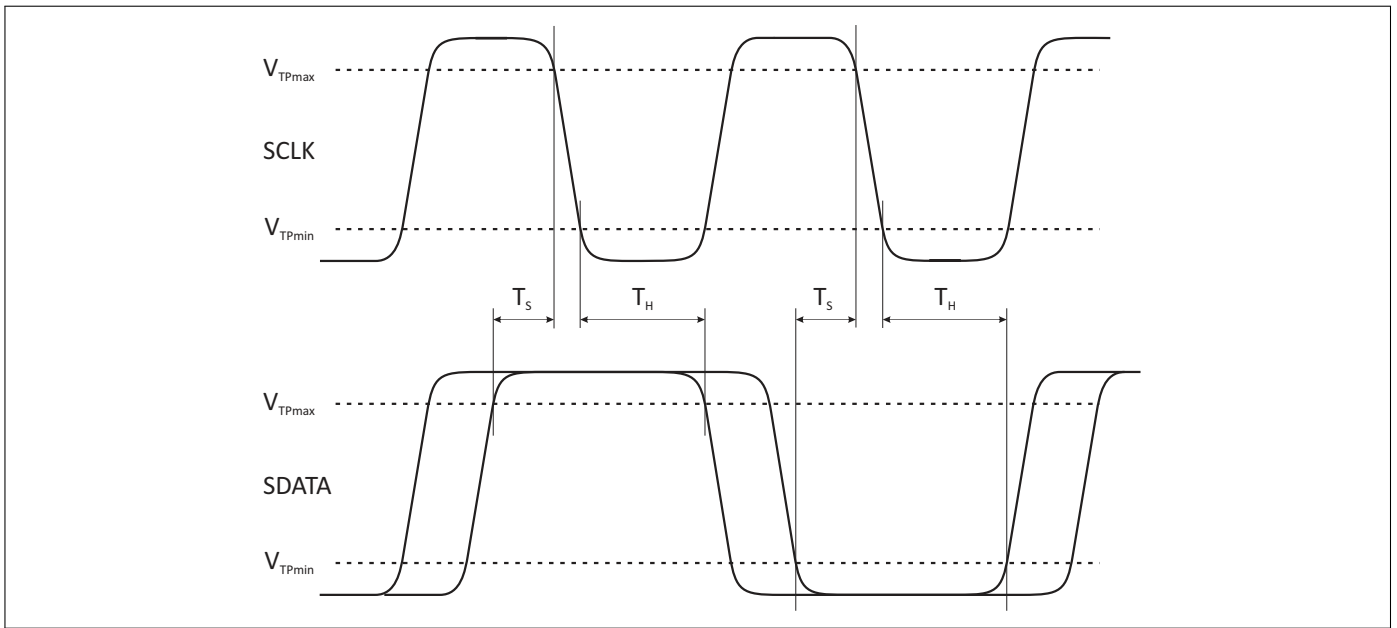 V_TPmax
SCLK
V_TPmin
T_S T_H T_S T_H
V_TPmax
SDATA
V_TPmin